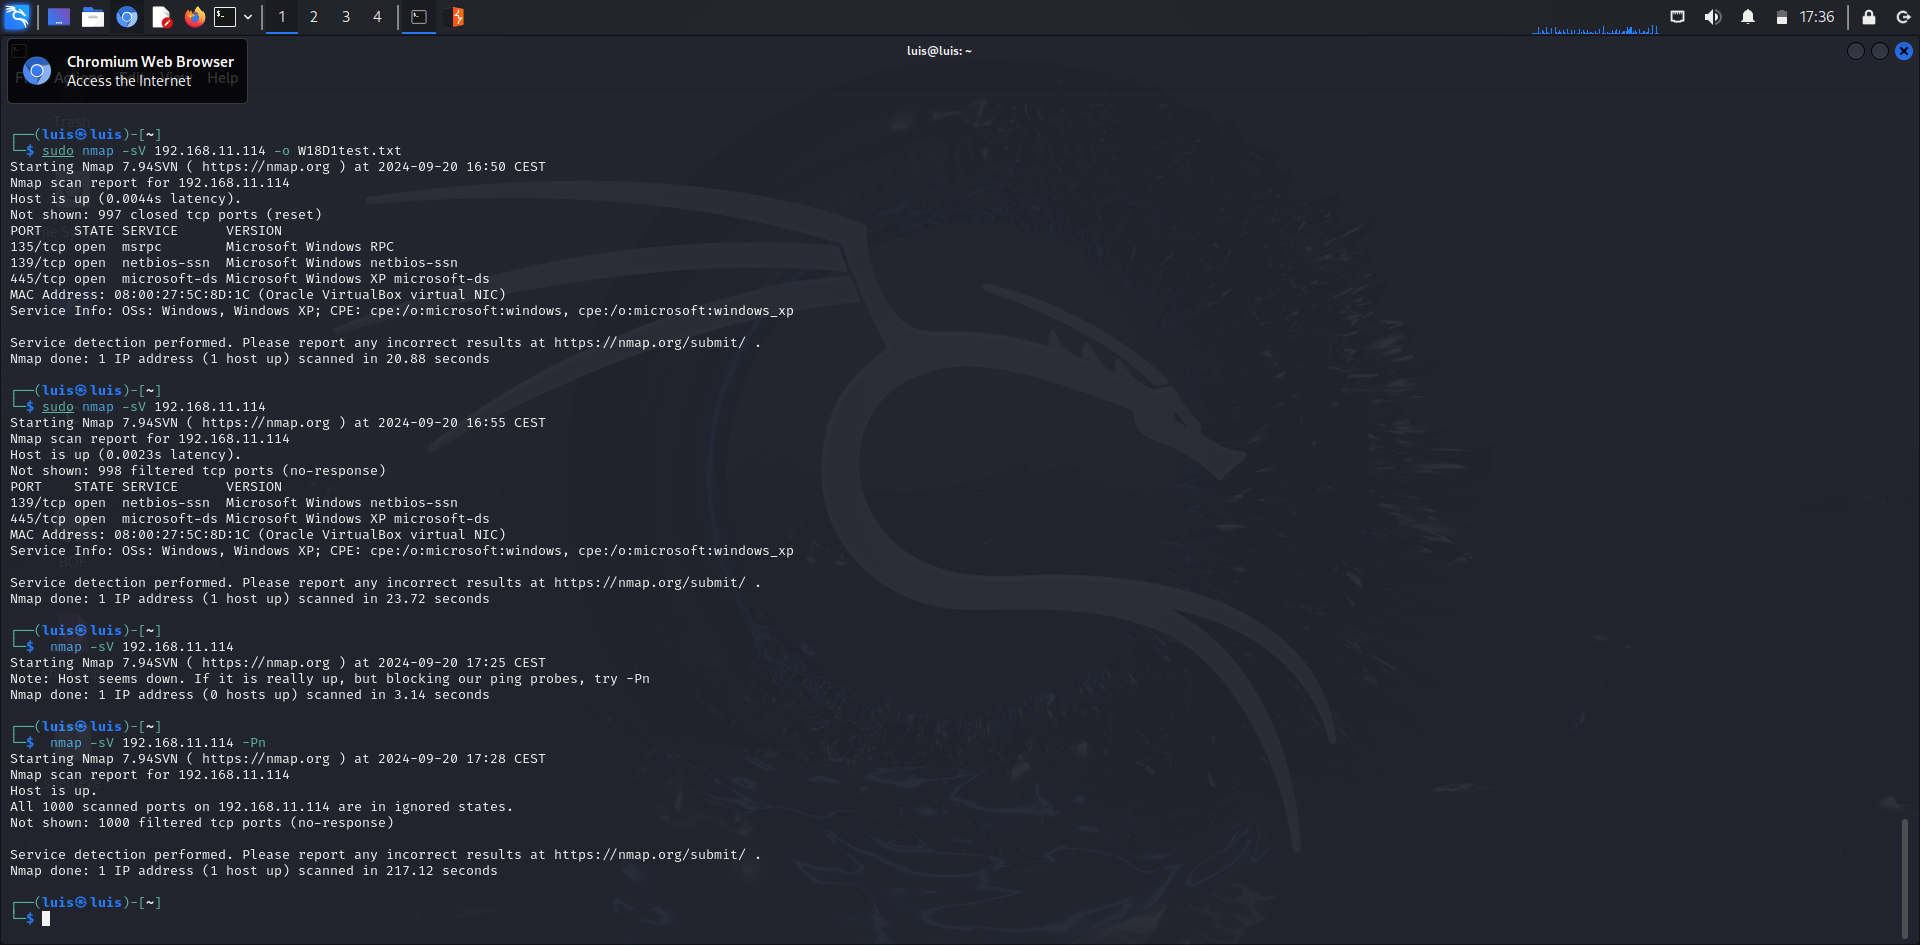 1 2 3 4 17:36
luis@luis: ~
Chromium Web Browser
Access the Internet
File Actions Edit View Help
Trash
┌──(luis㉿luis)-[~]
└─$ sudo nmap -sV 192.168.11.114 -o W18D1test.txt
Starting Nmap 7.94SVN ( https://nmap.org ) at 2024-09-20 16:50 CEST
Nmap scan report for 192.168.11.114
Host is up (0.0044s latency).
Not shown: 997 closed tcp ports (reset)
PORT    STATE SERVICE      VERSION
135/tcp open  msrpc        Microsoft Windows RPC
139/tcp open  netbios-ssn  Microsoft Windows netbios-ssn
445/tcp open  microsoft-ds Microsoft Windows XP microsoft-ds
MAC Address: 08:00:27:5C:8D:1C (Oracle VirtualBox virtual NIC)
Service Info: OSs: Windows, Windows XP; CPE: cpe:/o:microsoft:windows, cpe:/o:microsoft:windows_xp
Service detection performed. Please report any incorrect results at https://nmap.org/submit/ .
Nmap done: 1 IP address (1 host up) scanned in 20.88 seconds
┌──(luis㉿luis)-[~]
└─$ sudo nmap -sV 192.168.11.114
Starting Nmap 7.94SVN ( https://nmap.org ) at 2024-09-20 16:55 CEST
Nmap scan report for 192.168.11.114
Host is up (0.0023s latency).
Not shown: 998 filtered tcp ports (no-response)
PORT    STATE SERVICE      VERSION
139/tcp open  netbios-ssn  Microsoft Windows netbios-ssn
445/tcp open  microsoft-ds Microsoft Windows XP microsoft-ds
MAC Address: 08:00:27:5C:8D:1C (Oracle VirtualBox virtual NIC)
Service Info: OSs: Windows, Windows XP; CPE: cpe:/o:microsoft:windows, cpe:/o:microsoft:windows_xp
BOF
Service detection performed. Please report any incorrect results at https://nmap.org/submit/ .
Nmap done: 1 IP address (1 host up) scanned in 23.72 seconds
┌──(luis㉿luis)-[~]
└─$  nmap -sV 192.168.11.114
Starting Nmap 7.94SVN ( https://nmap.org ) at 2024-09-20 17:25 CEST
Note: Host seems down. If it is really up, but blocking our ping probes, try -Pn
Nmap done: 1 IP address (0 hosts up) scanned in 3.14 seconds
┌──(luis㉿luis)-[~]
└─$  nmap -sV 192.168.11.114 -Pn
Starting Nmap 7.94SVN ( https://nmap.org ) at 2024-09-20 17:28 CEST
Nmap scan report for 192.168.11.114
Host is up.
All 1000 scanned ports on 192.168.11.114 are in ignored states.
Not shown: 1000 filtered tcp ports (no-response)
Service detection performed. Please report any incorrect results at https://nmap.org/submit/ .
Nmap done: 1 IP address (1 host up) scanned in 217.12 seconds
┌──(luis㉿luis)-[~]
└─$